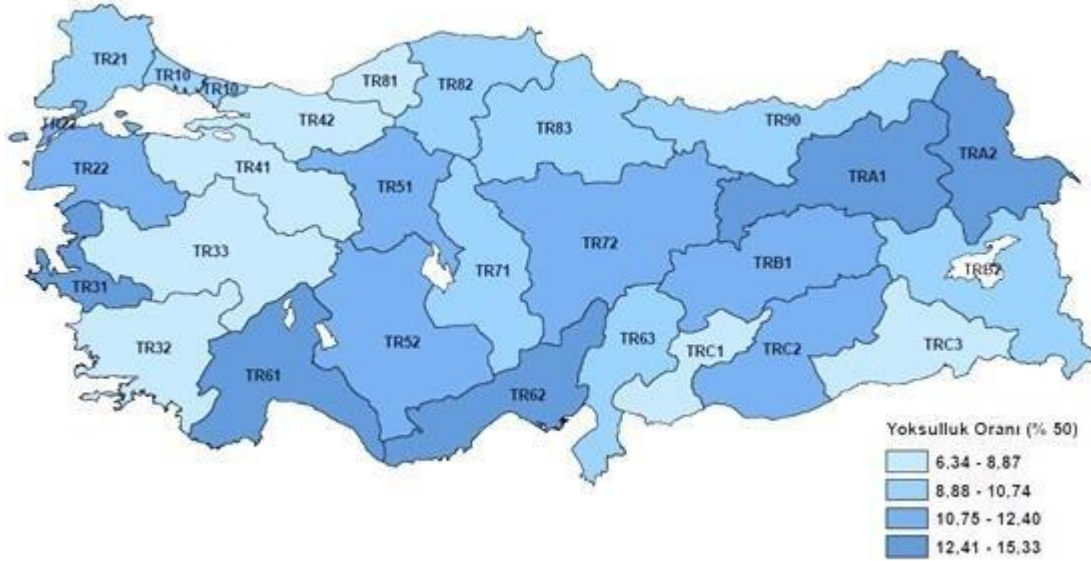 TR21
TR10
TR10
TR81
TR82
TR22
TR42
TR83
TR90
TR22
TR41
TR51
TRA1
TRA2
TR33
TR72
TRB1
TRB2
TR71
TR31
TR32
TR52
TR63
TRC1
TRC2
TRC3
TR61
TR62
Yoksulluk Oranı (% 50)
6,34 - 8,87
8,88 - 10,74
10,75 - 12,40
12,41 - 15,33